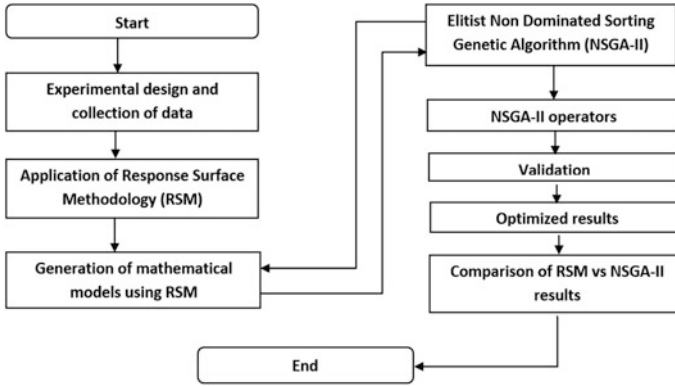 Start
Experimental design and
collection of data
Application of Response Surface
Methodology (RSM)
Generation of mathematical
models using RSM
Elitist Non Dominated Sorting
Genetic Algorithm (NSGA-II)
NSGA-II operators
Validation
Optimized results
Comparison of RSM vs NSGA-II
results
End